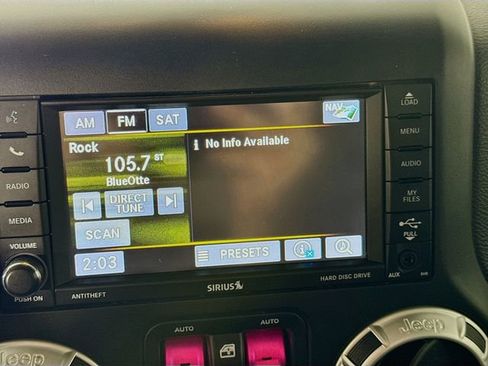 AM
FM
SAT
NAV
Rock
105.7 ST
BlueOtte
i No Info Available
DIRECT TUNE
SCAN
2:03
PRESETS
RADIO
MEDIA
VOLUME
PUSH ON
LOAD
MENU
AUDIO
MY FILES
PULL
AUX
ANTITHEFT
SIRIUS
HARD DISC DRIVE
AUTO
AUTO
Jeep
Jeep